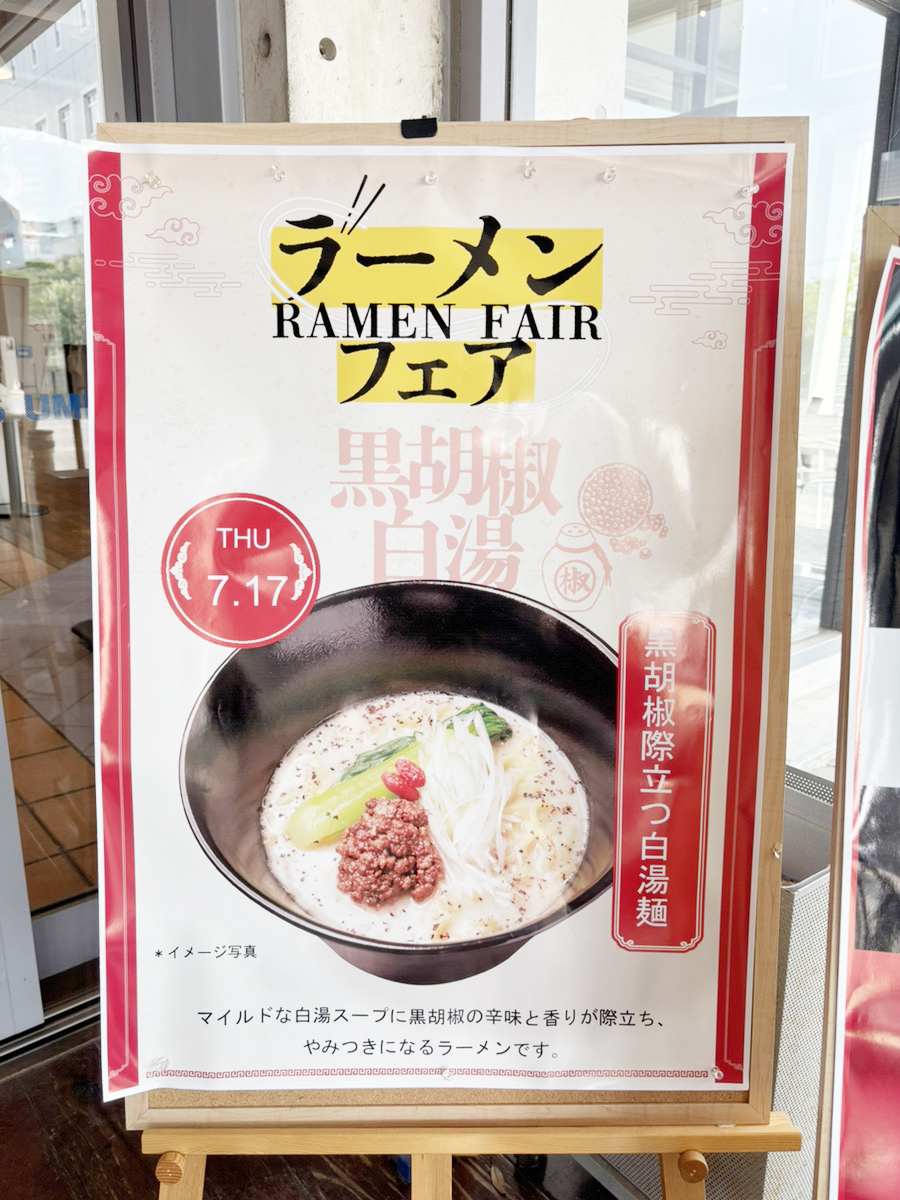 ラーメン
RAMEN FAIR
フェア
黒胡椒
白湯
椒
THU
7.17
黒胡椒際立つ白湯麺
*イメージ写真
マイルドな白湯スープに黒胡椒の辛味と香りが際立ち、
やみつきになるラーメンです。